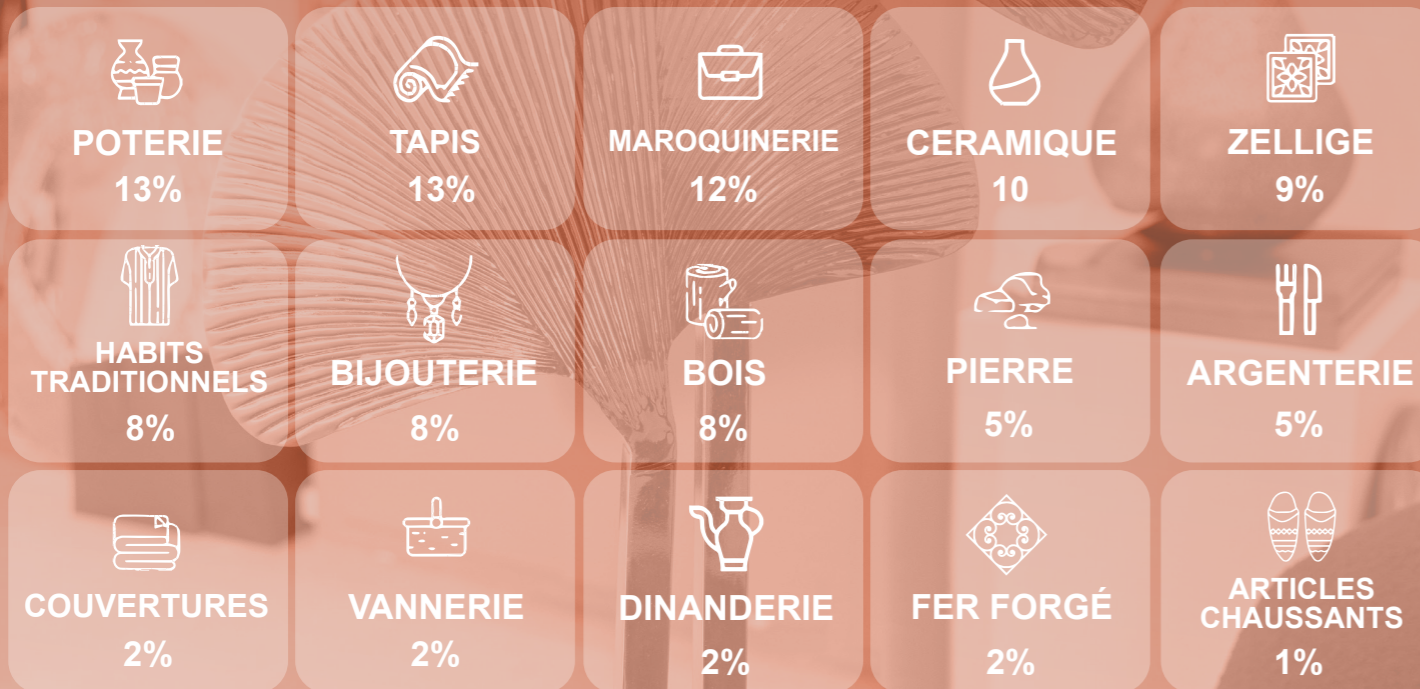 POTERIE
13%
TAPIS
13%
MAROQUINERIE
12%
CERAMIQUE
10
ZELLIGE
9%
HABITS
TRADITIONNELS
8%
BIJOUTERIE
8%
BOIS
8%
PIERRE
5%
ARGENTERIE
5%
COUVERTURES
2%
VANNERIE
2%
DINANDERIE
2%
FER FORGÉ
2%
ARTICLES
CHAUSSANTS
1%